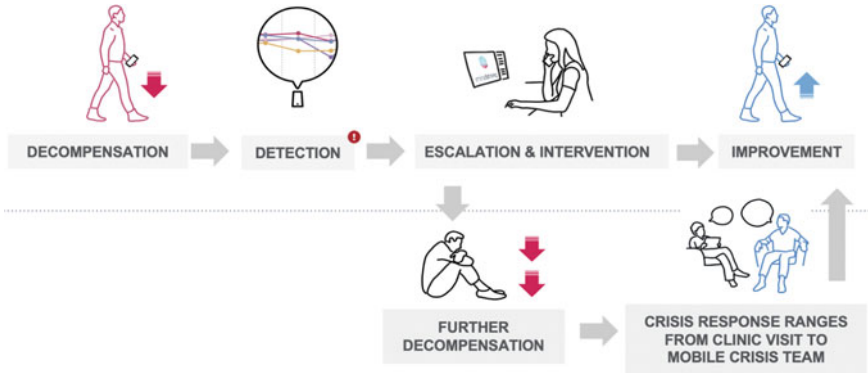 DECOMPENSATION
DETECTION
!
ESCALATION & INTERVENTION
IMPROVEMENT
FURTHER
DECOMPENSATION
CRISIS RESPONSE RANGES
FROM CLINIC VISIT TO
MOBILE CRISIS TEAM